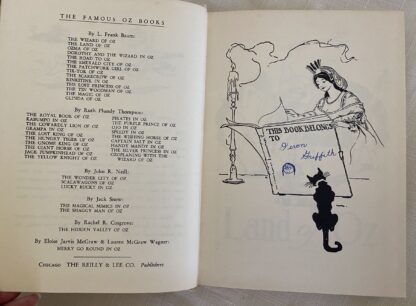 THE FAMOUS OZ BOOKS
By L. Frank Baum:
THE WIZARD OF OZ
THE LAND OF OZ
OZMA OF OZ
DOROTHY AND THE WIZARD IN OZ
THE ROAD TO OZ
THE EMERALD CITY OF OZ
THE PATCHWORK GIRL OF OZ
TIK-TOK OF OZ
THE SCARECROW OF OZ
RINKITINK IN OZ
THE LOST PRINCESS OF OZ
THE TIN WOODMAN OF OZ
THE MAGIC OF OZ
GLINDA OF OZ
By Ruth Plumly Thompson:
THE ROYAL BOOK OF OZ
KABUMPO IN OZ
THE COWARDLY LION OF OZ
GRAMPA IN OZ
THE LOST KING OF OZ
THE HUNGRY TIGER OF OZ
THE GNOME KING OF OZ
THE GIANT HORSE OF OZ
JACK PUMPKINHEAD OF OZ
THE YELLOW KNIGHT OF OZ
PIRATES IN OZ
THE PURPLE PRINCE OF OZ
OJO IN OZ
SPEEDY IN OZ
THE WISHING HORSE OF OZ
CAPTAIN SALT IN OZ
HANDY MANDY IN OZ
THE SILVER PRINCESS IN OZ
OZOPLANING WITH THE
WIZARD OF OZ
By John R. Neill:
THE WONDER CITY OF OZ
SCALAWAGONS OF OZ
LUCKY BUCKY IN OZ
By Jack Snow:
THE MAGICAL MIMICS IN OZ
THE SHAGGY MAN OF OZ
By Rachel R. Cosgrove:
THE HIDDEN VALLEY OF OZ
By Eloise Jarvis McGraw & Lauren McGraw Wagner:
MERRY GO ROUND IN OZ
Chicago THE REILLY & LEE CO. Publishers
THIS BOOK BELONGS
TO
Griffith